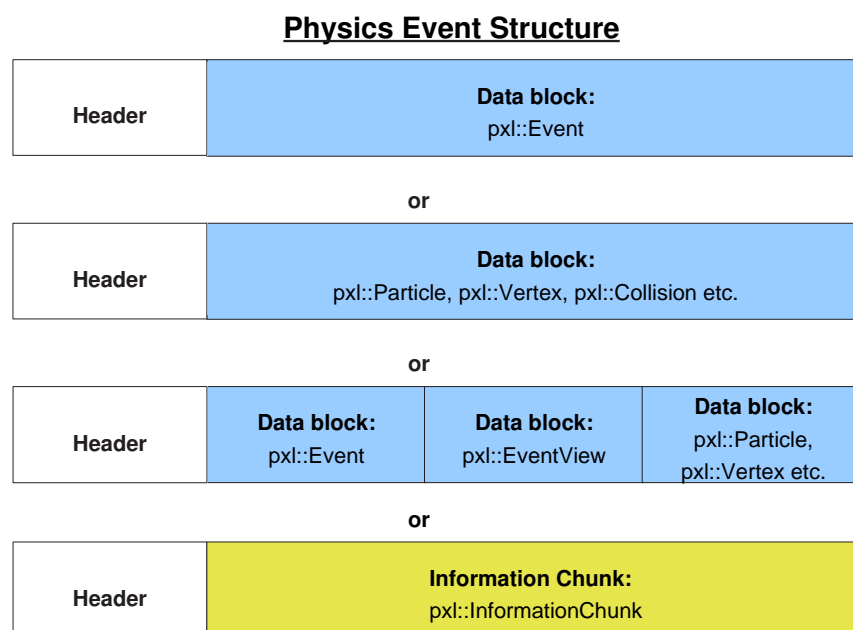 Physics Event Structure
Header
Data block:
pxl::Event
or
Header
Data block:
pxl::Particle, pxl::Vertex, pxl::Collision etc.
or
Header
Data block:
pxl::Event
Data block:
pxl::EventView
Data block:
pxl::Particle,
pxl::Vertex etc.
or
Header
Information Chunk:
pxl::InformationChunk